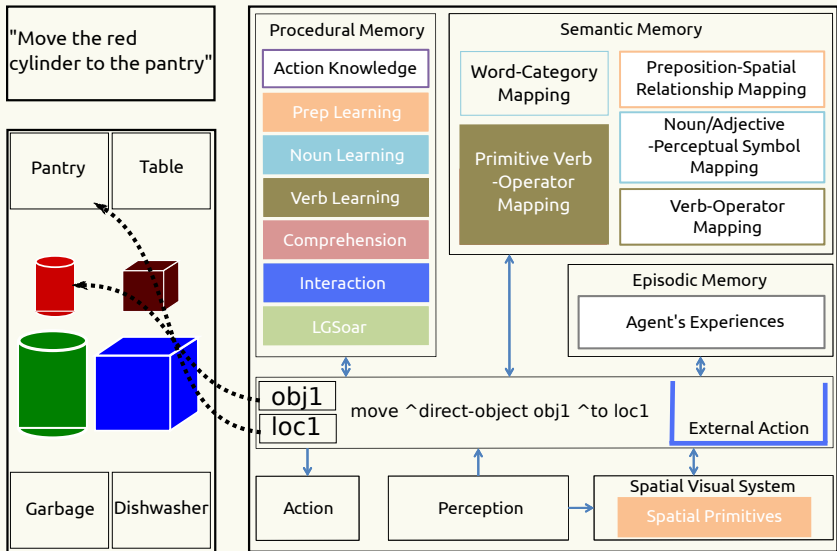 "Move the red
cylinder to the pantry"
Pantry
Table
Garbage
Dishwasher
Procedural Memory
Action Knowledge
Prep Learning
Noun Learning
Verb Learning
Comprehension
Interaction
LGSoar
Semantic Memory
Word-Category
Mapping
Primitive Verb
-Operator
Mapping
Preposition-Spatial
Relationship Mapping
Noun/Adjective
-Perceptual Symbol
Mapping
Verb-Operator
Mapping
Episodic Memory
Agent's Experiences
obj1
loc1
move ^direct-object obj1 ^to loc1
External Action
Action
Perception
Spatial Visual System
Spatial Primitives